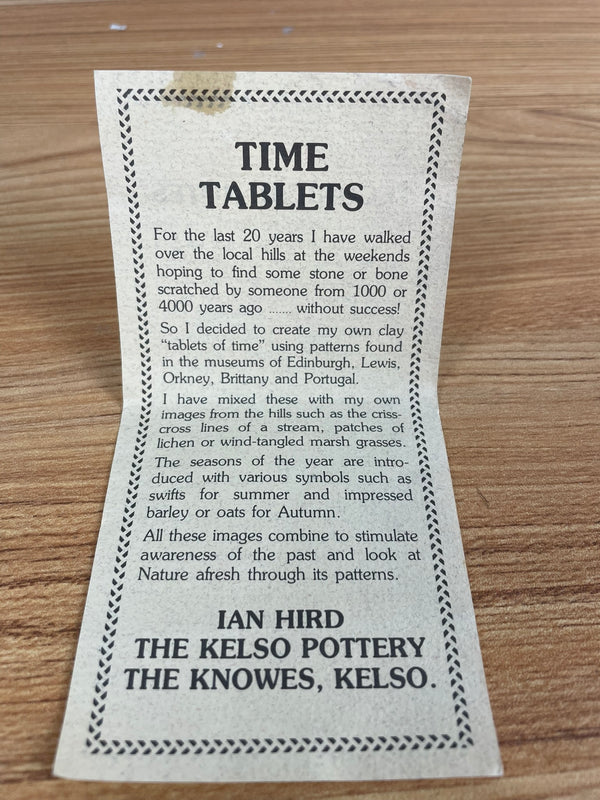 TIME
TABLETS
For the last 20 years I have walked
over the local hills at the weekends
hoping to find some stone or bone
scratched by someone from 1000 or
4000 years ago ....... without success!
So I decided to create my own clay
“tablets of time” using patterns found
in the museums of Edinburgh, Lewis,
Orkney, Brittany and Portugal.
I have mixed these with my own
images from the hills such as the criss-
cross lines of a stream, patches of
lichen or wind-tangled marsh grasses.
The seasons of the year are intro-
duced with various symbols such as
swifts for summer and impressed
barley or oats for Autumn.
All these images combine to stimulate
awareness of the past and look at
Nature afresh through its patterns.
IAN HIRD
THE KELSO POTTERY
THE KNOWES, KELSO.